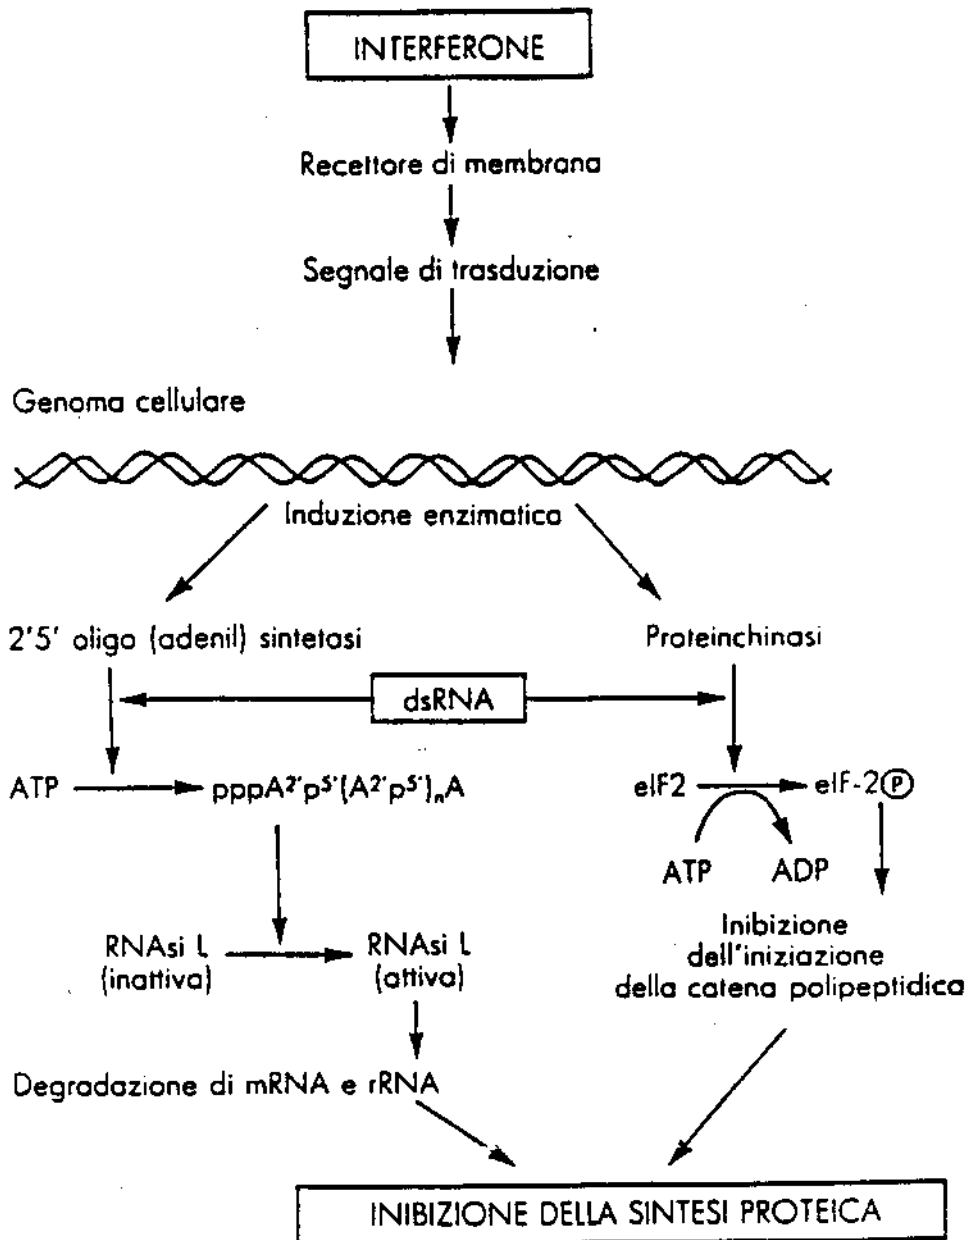 INTERFERONE
Recettore di membrana
Segnale di trasduzione
Genoma cellulare
Induzione enzimatica
2'5' oligo (adenil) sintetasi
Proteinchinasi
dsRNA
ATP
pppA2'p5'(A2'p5')nA
eIF2
eIF-2 P
ATP
ADP
RNAsi L
(inattiva)
RNAsi L
(attiva)
Inibizione
dell'iniziazione
della catena polipeptidica
Degradazione di mRNA e rRNA
INIBIZIONE DELLA SINTESI PROTEICA